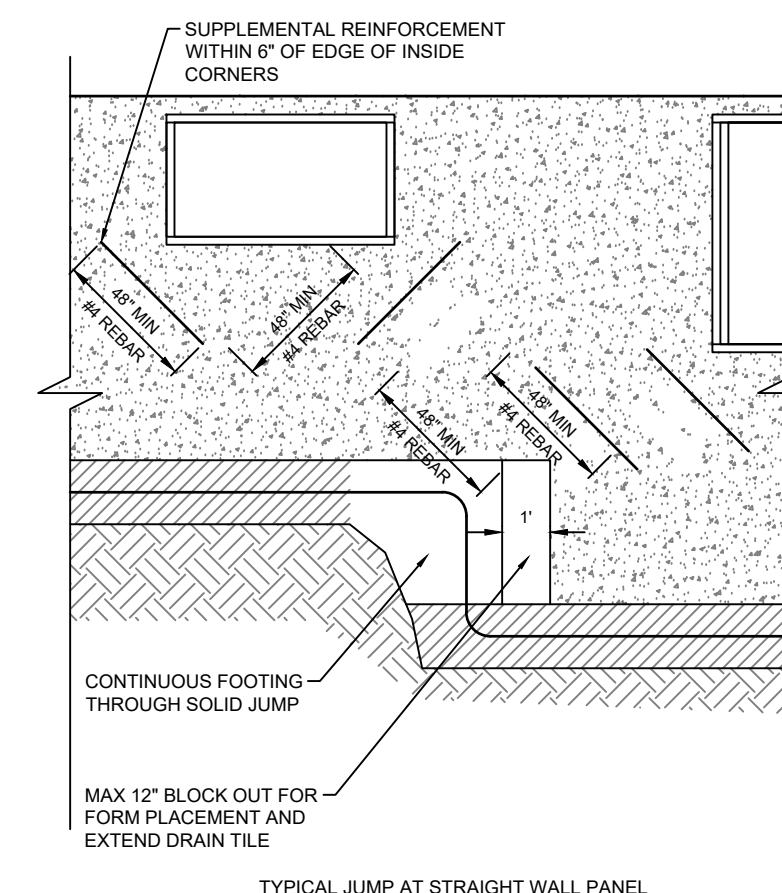 SUPPLEMENTAL REINFORCEMENT
WITHIN 6" OF EDGE OF INSIDE
CORNERS
48" MIN
#4 REBAR
48" MIN
#4 REBAR
48" MIN
#4 REBAR
48" MIN
#4 REBAR
1'
CONTINUOUS FOOTING
THROUGH SOLID JUMP
MAX 12" BLOCK OUT FOR
FORM PLACEMENT AND
EXTEND DRAIN TILE
TYPICAL JUMP AT STRAIGHT WALL PANEL